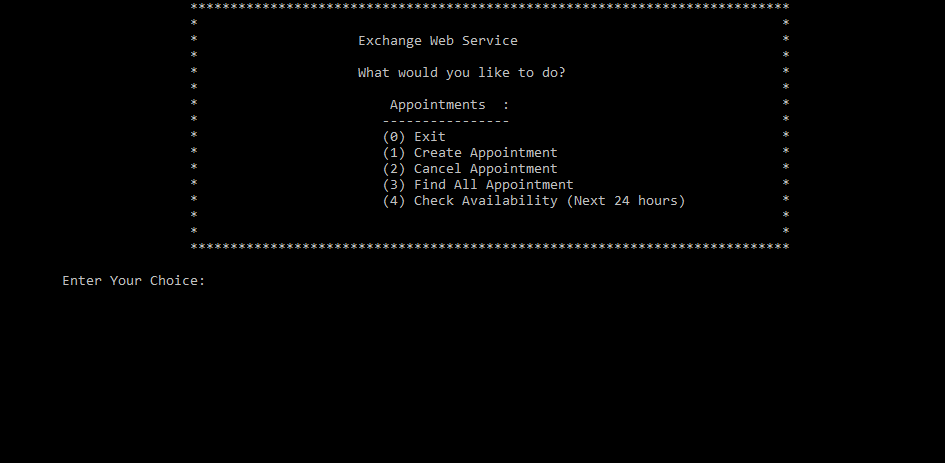 ***************************************************************************
*                                                                         *
*                    Exchange Web Service                                 *
*                                                                         *
*                    What would you like to do?                           *
*                                                                         *
*                        Appointments  :                                  *
*                       ----------------                                  *
*                       (0) Exit                                          *
*                       (1) Create Appointment                            *
*                       (2) Cancel Appointment                            *
*                       (3) Find All Appointment                          *
*                       (4) Check Availability (Next 24 hours)            *
*                                                                         *
*                                                                         *
***************************************************************************
Enter Your Choice: